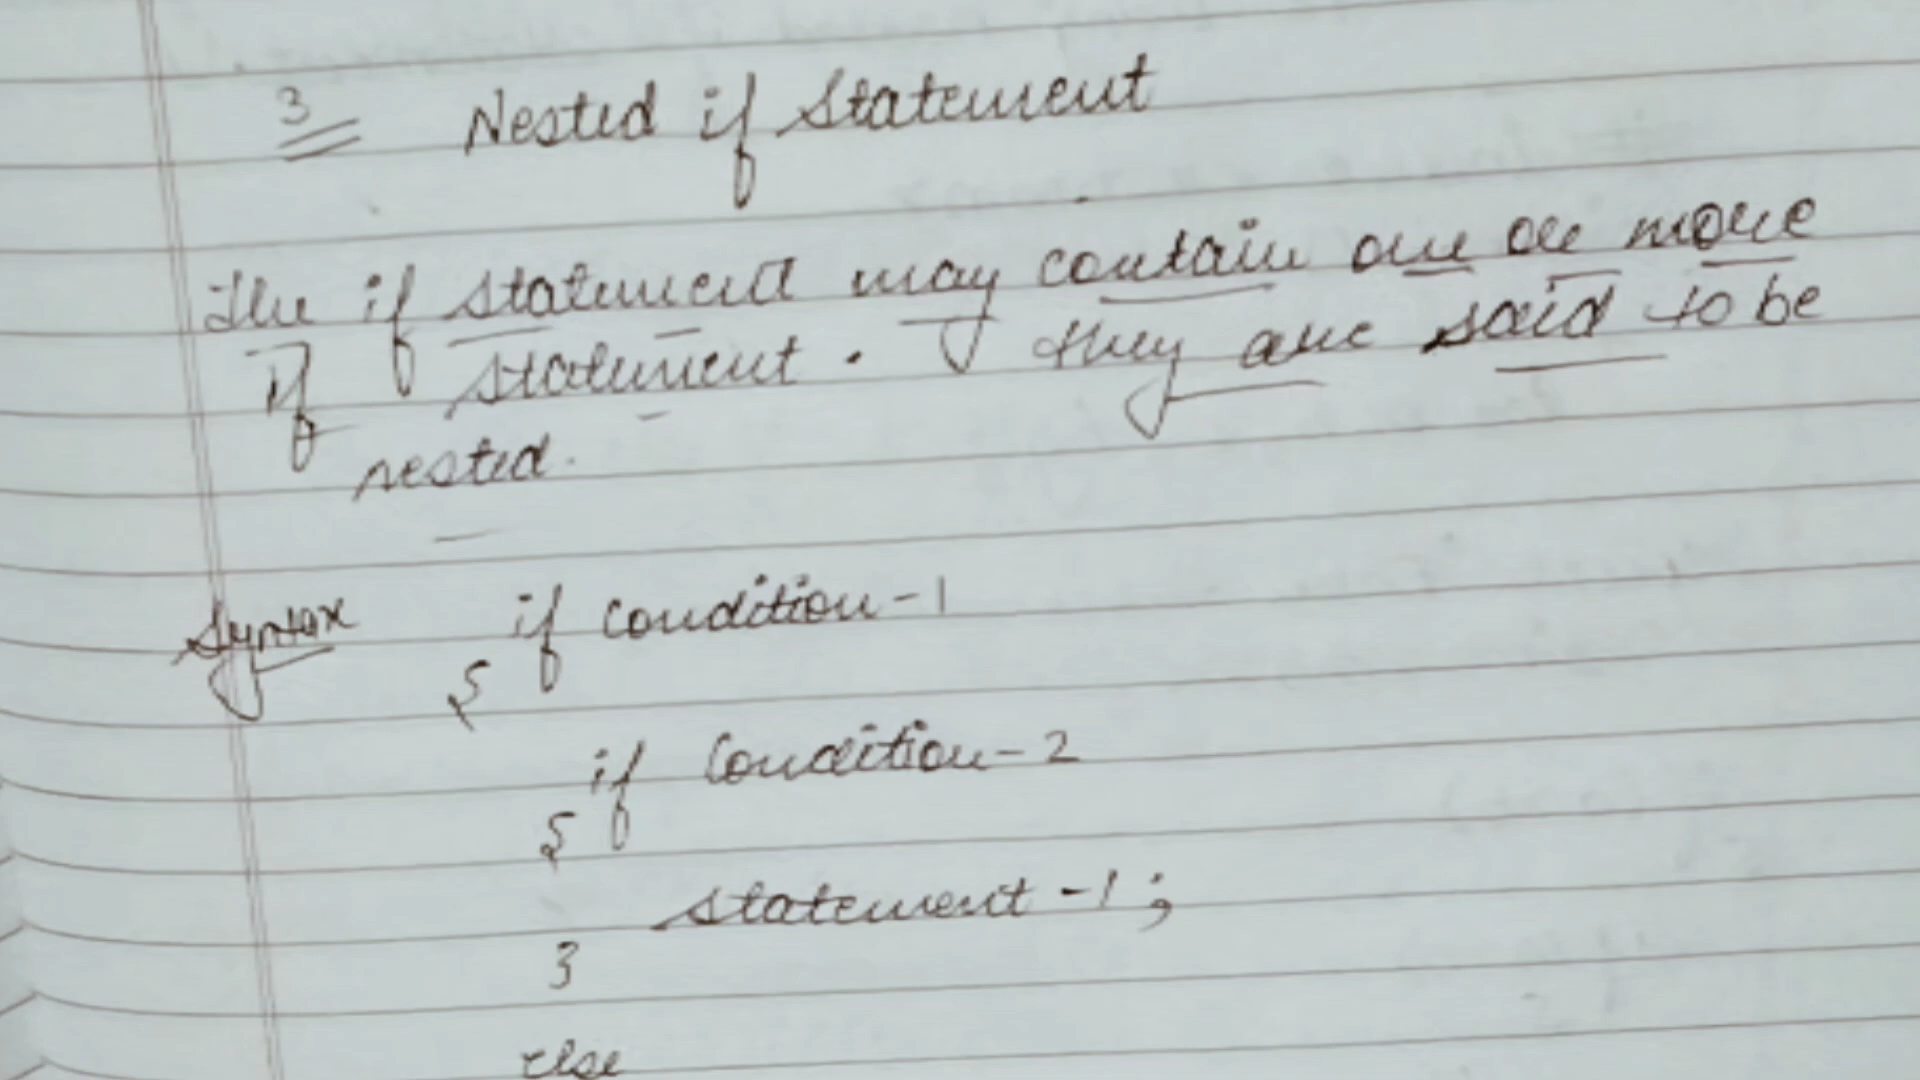 3 Nested if Statement
The if statement may contain one or more
if statement. They are said to be
nested.
Syntax if condition-1
{
if Condition-2
{
statement-1;
}
else